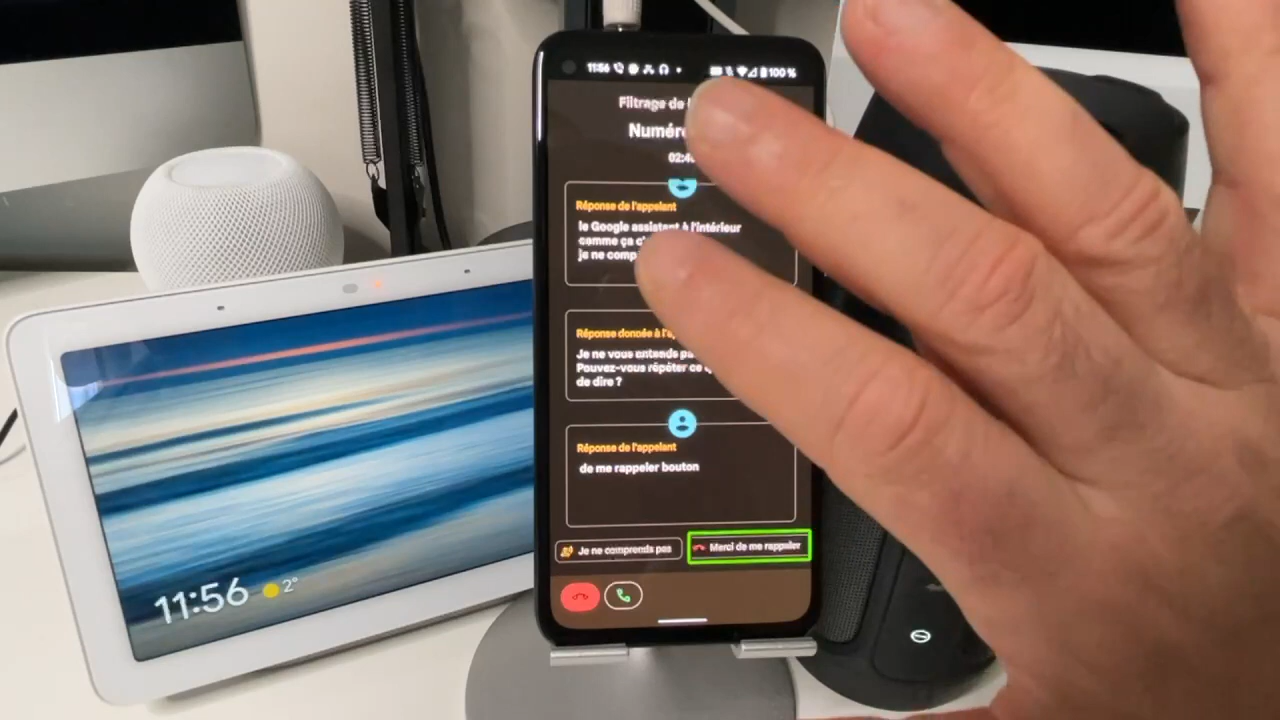 11:56
100 %
Filtrage de
02:4
Réponse de l'appelant
le Google assistant à l'intérieur
comme ça
je ne comp
Réponse donnée à l'a
Je ne vous entends pa
Pouvez-vous répéter ce
de dire ?
Réponse de l'appelant
de me rappeler bouton
Je ne comprends pas
Merci de me rappeler
11:56
2°